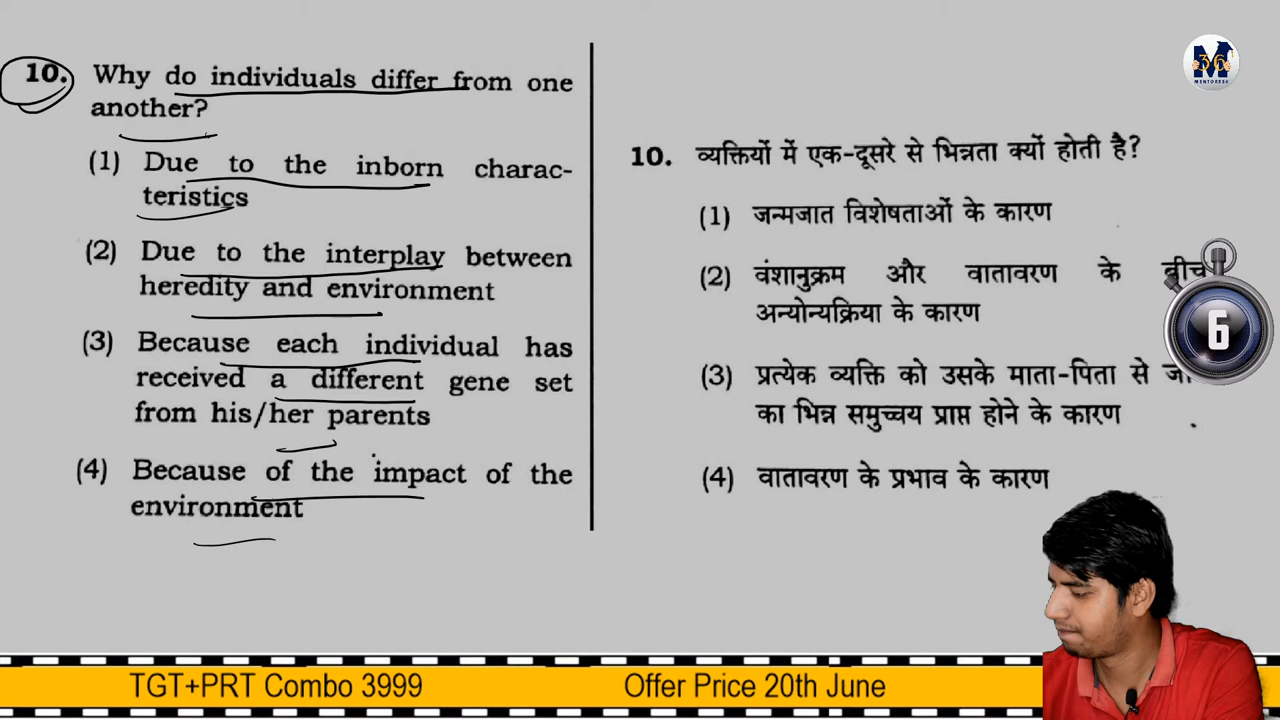 10. Why do individuals differ from one
another?
(1) Due to the inborn charac-
teristics
(2) Due to the interplay between
heredity and environment
(3) Because each individual has
received a different gene set
from his/her parents
(4) Because of the impact of the
environment
10. व्यक्तियों में एक-दूसरे से भिन्नता क्यों होती है?
(1) जन्मजात विशेषताओं के कारण
(2) वंशानुक्रम और वातावरण के बीच
अन्योन्यक्रिया के कारण
(3) प्रत्येक व्यक्ति को उसके माता-पिता से
का भिन्न समुच्चय प्राप्त होने के कारण
(4) वातावरण के प्रभाव के कारण
M
36
MENTORS36
6
TGT+PRT Combo 3999
Offer Price 20th June